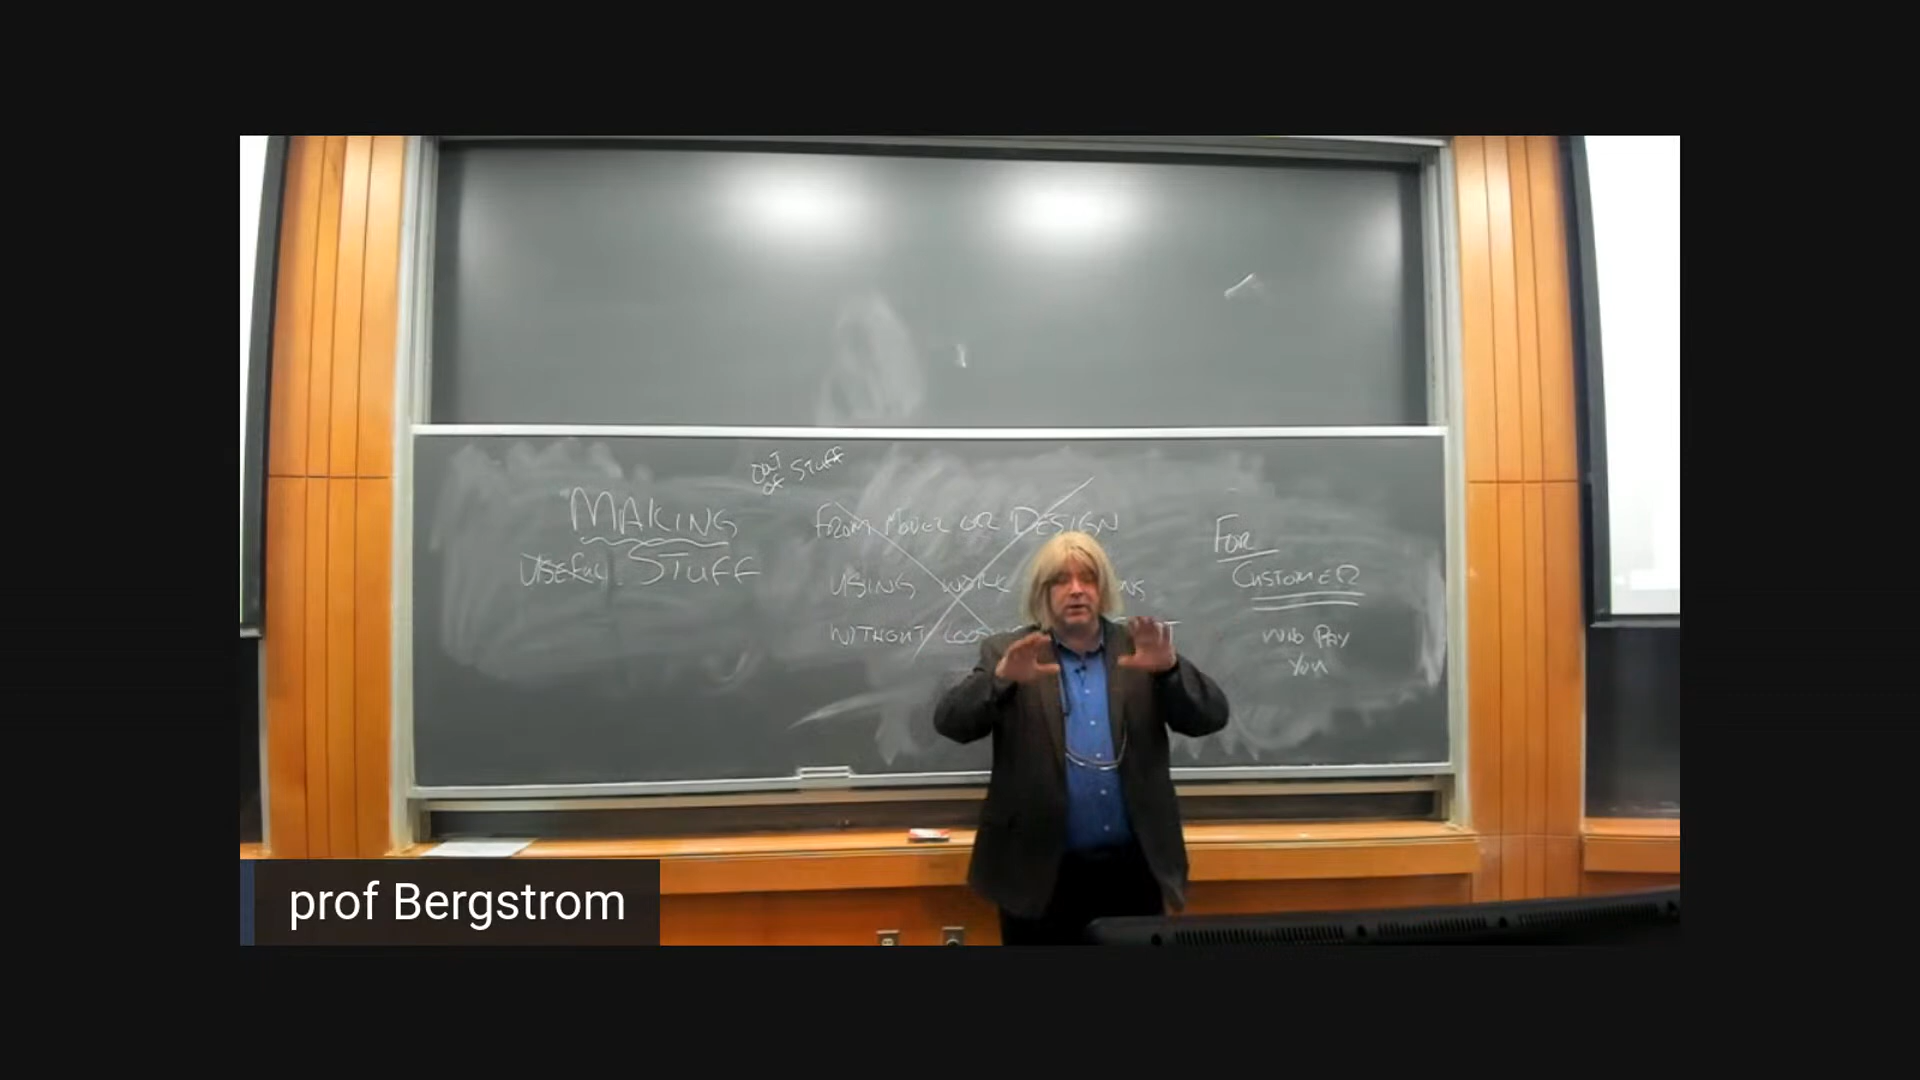 OUT STUFF
OF
MAKING
USEFUL STUFF
FROM MODEL OR DESIGN
USING WORK
WITHOUT
FOR
CUSTOMER
WHO PAY
YOU
prof Bergstrom